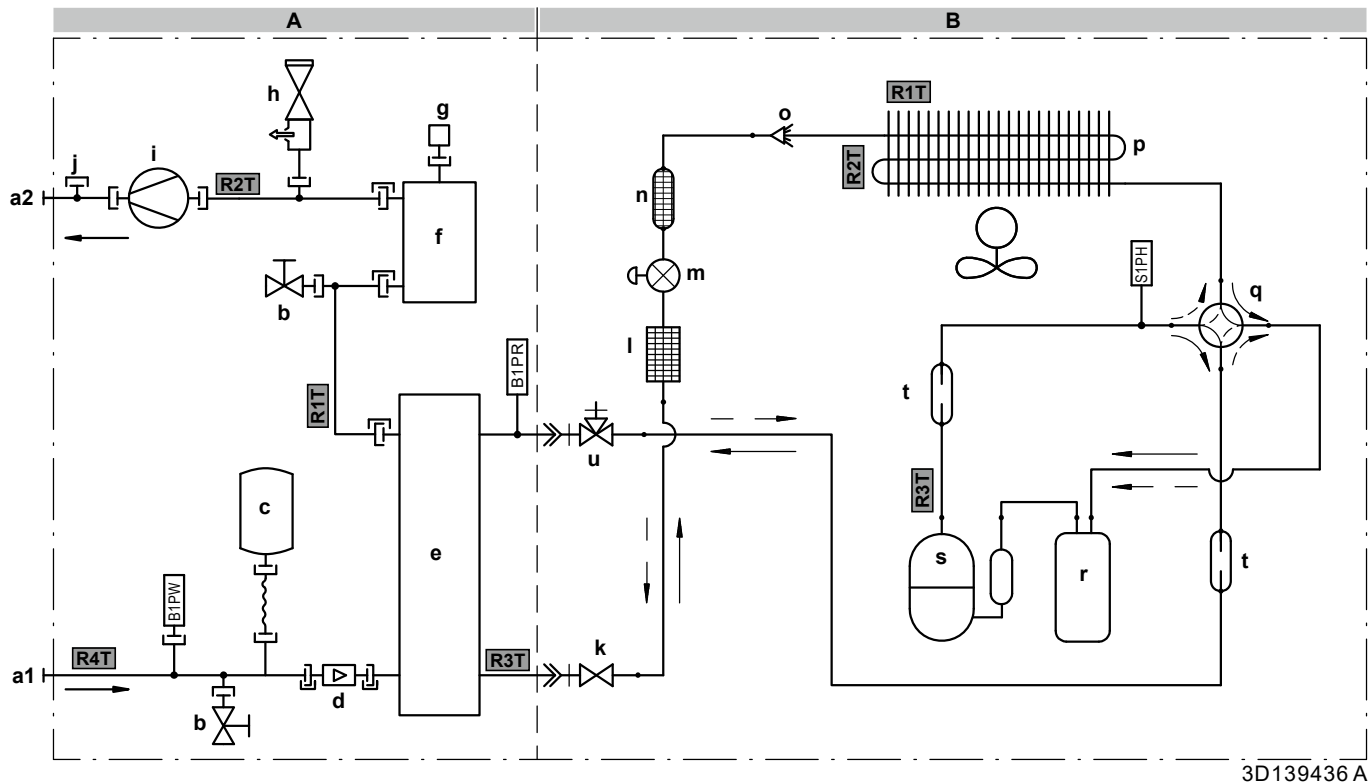 A
B
h
g
o
R1T
j
i
R2T
R2T
p
a2
n
f
m
S1PH
q
b
l
B1PR
t
R1T
u
c
R3T
e
s
r
t
B1PW
R4T
R3T
k
a1
d
b
3D139436 A